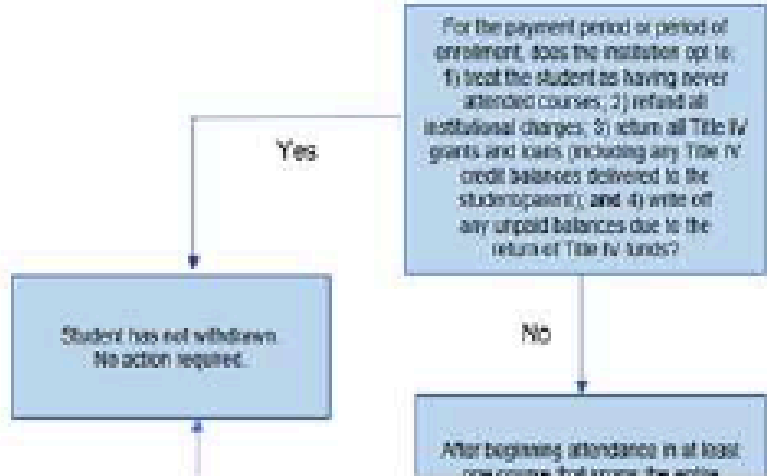 For the payment period or period of
enrollment, does the institution opt to:
1) treat the student as having never
attended courses; 2) refund all
institutional charges; 3) return all Title IV
grants and loans (including any Title IV
credit balances delivered to the
student/parent); and 4) write off
any unpaid balances due to the
return of Title IV funds?
Yes
No
Student has not withdrawn.
No action required.
After beginning attendance in at least
one course that spans the entire